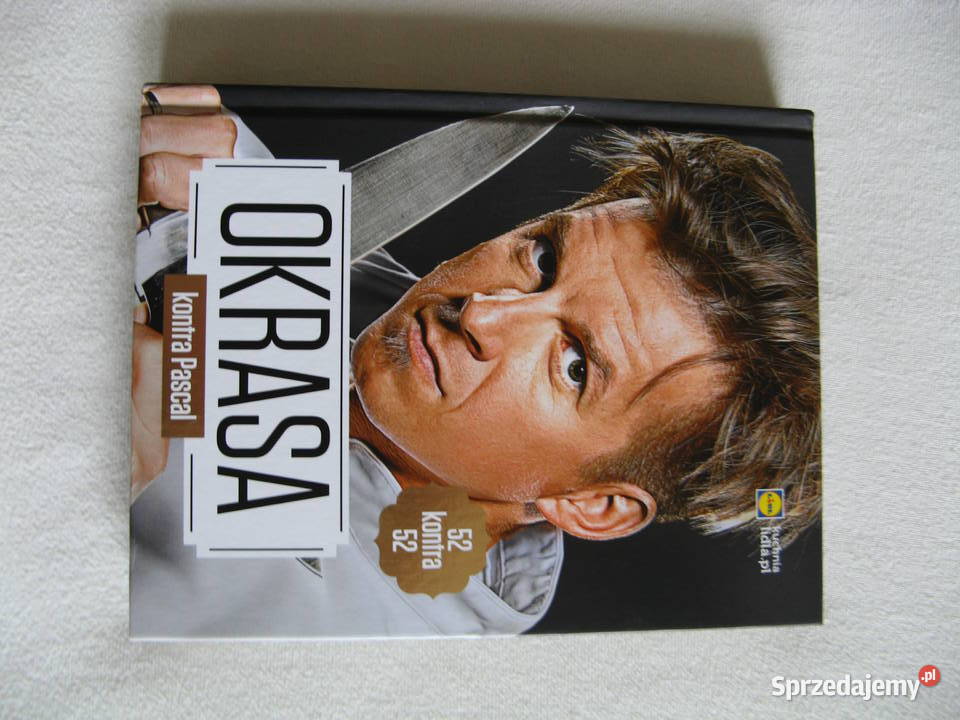 kuchnia
lidla.pl
LIDL
52
kontra
52
OKRASA
kontra Pascal
Sprzedajemy.pl